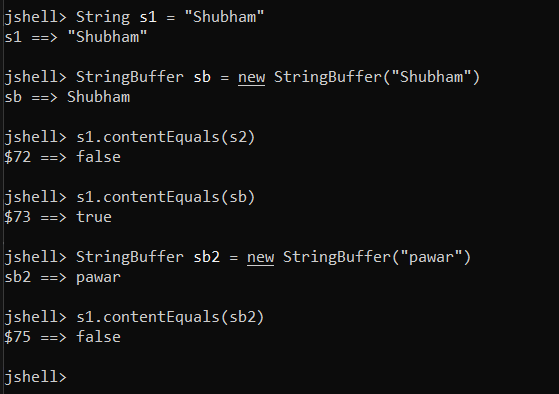 jshell> String s1 = "Shubham"
s1 ==> "Shubham"
jshell> StringBuffer sb = new StringBuffer("Shubham")
sb ==> Shubham
jshell> s1.contentEquals(s2)
$72 ==> false
jshell> s1.contentEquals(sb)
$73 ==> true
jshell> StringBuffer sb2 = new StringBuffer("pawar")
sb2 ==> pawar
jshell> s1.contentEquals(sb2)
$75 ==> false
jshell>